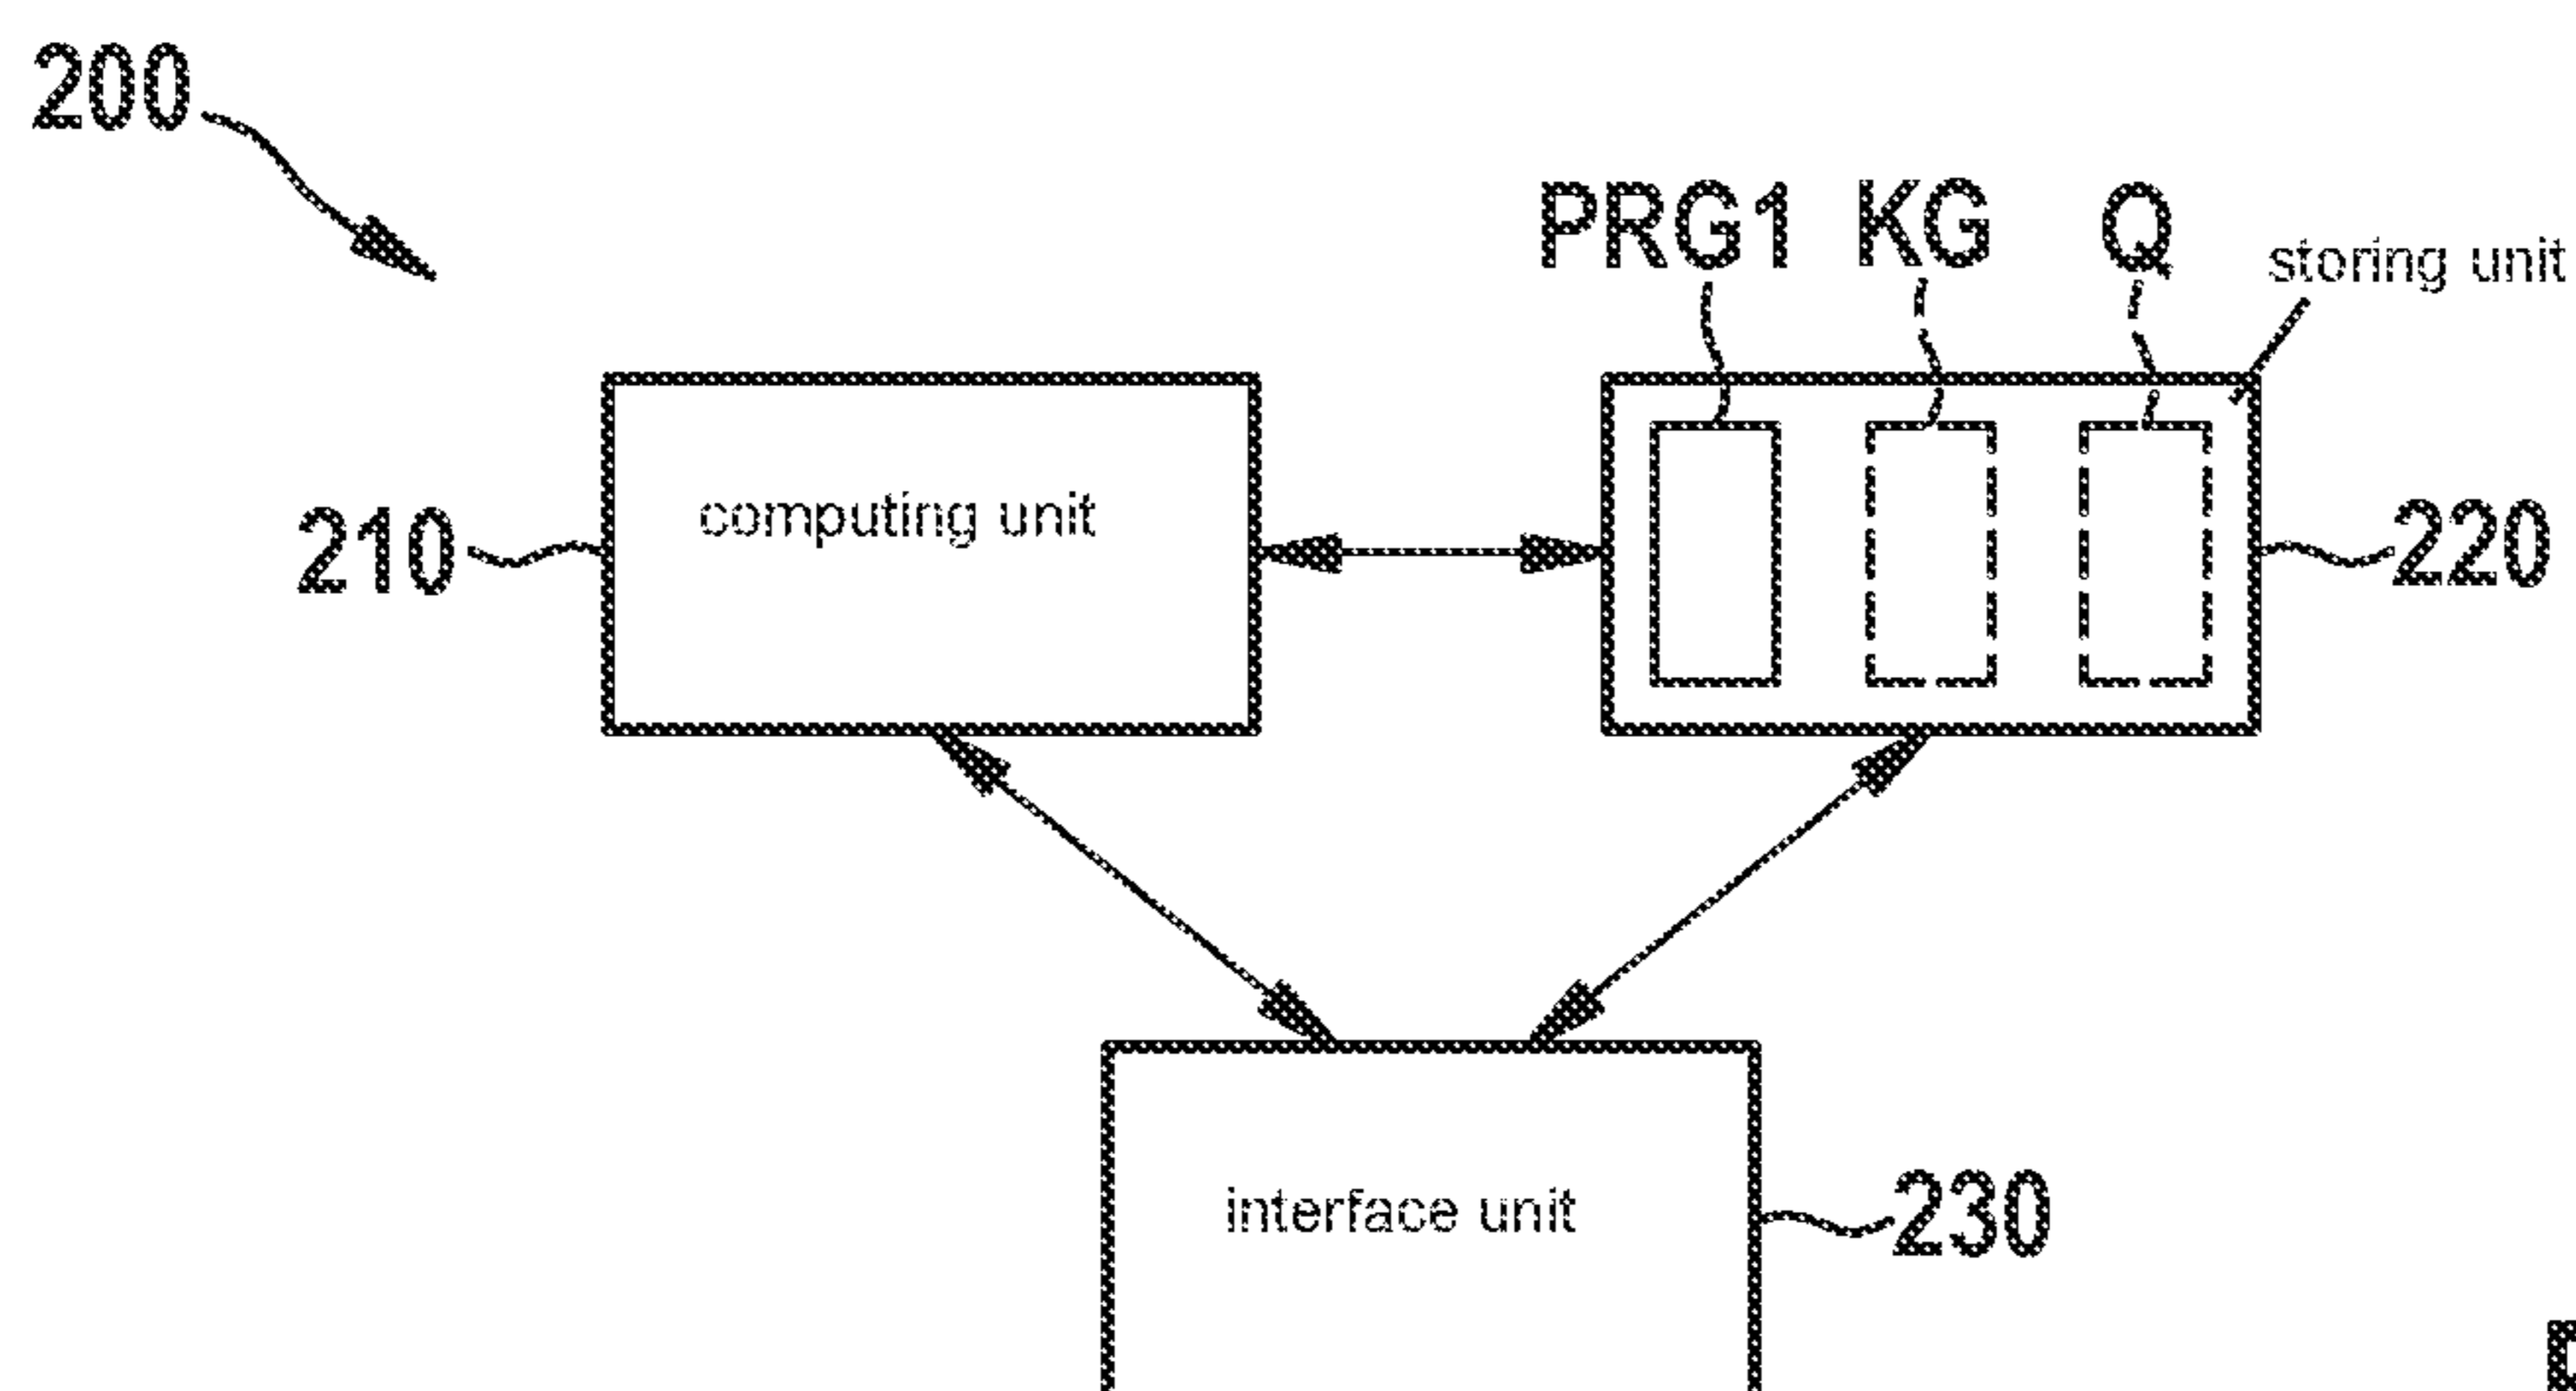 200
PRG1 KG Q
storing unit
computing unit
210
220
interface unit
230